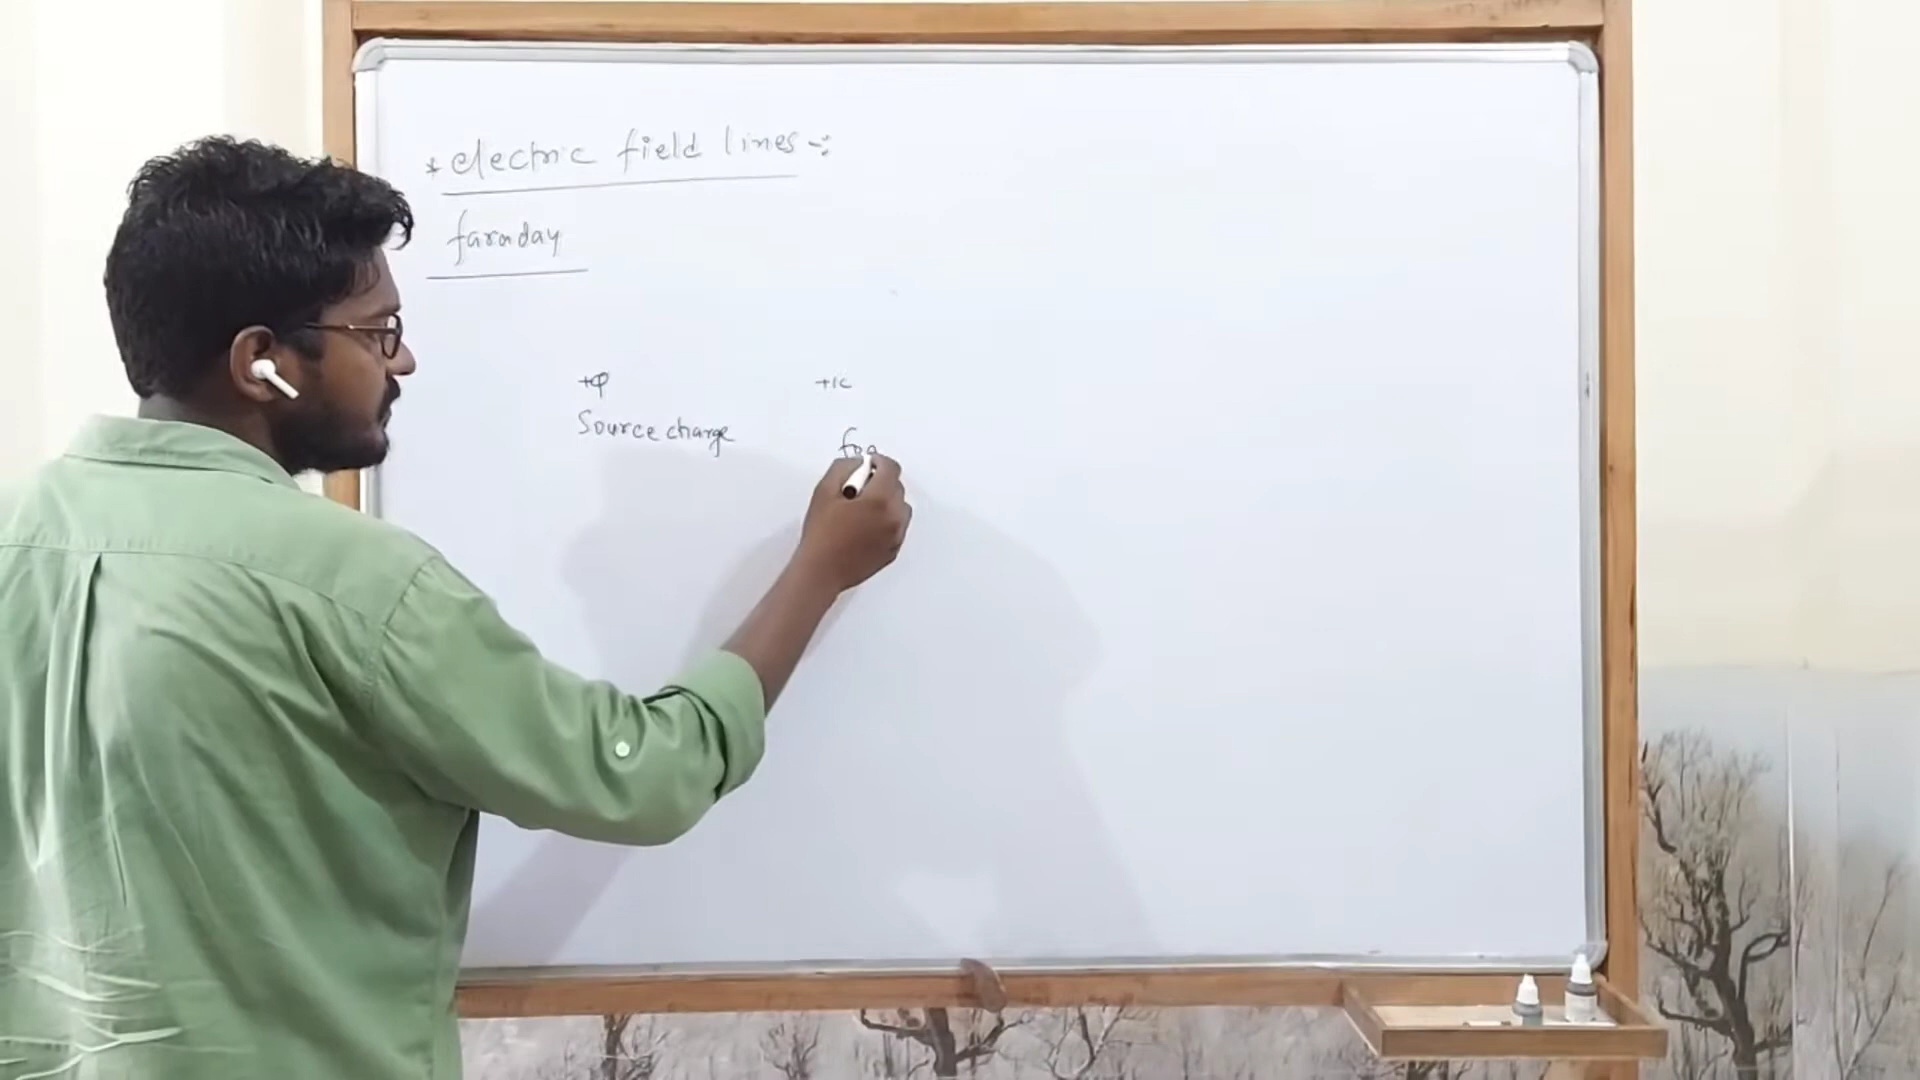 * electric field lines -:
faraday
+φ +1c
Source charge